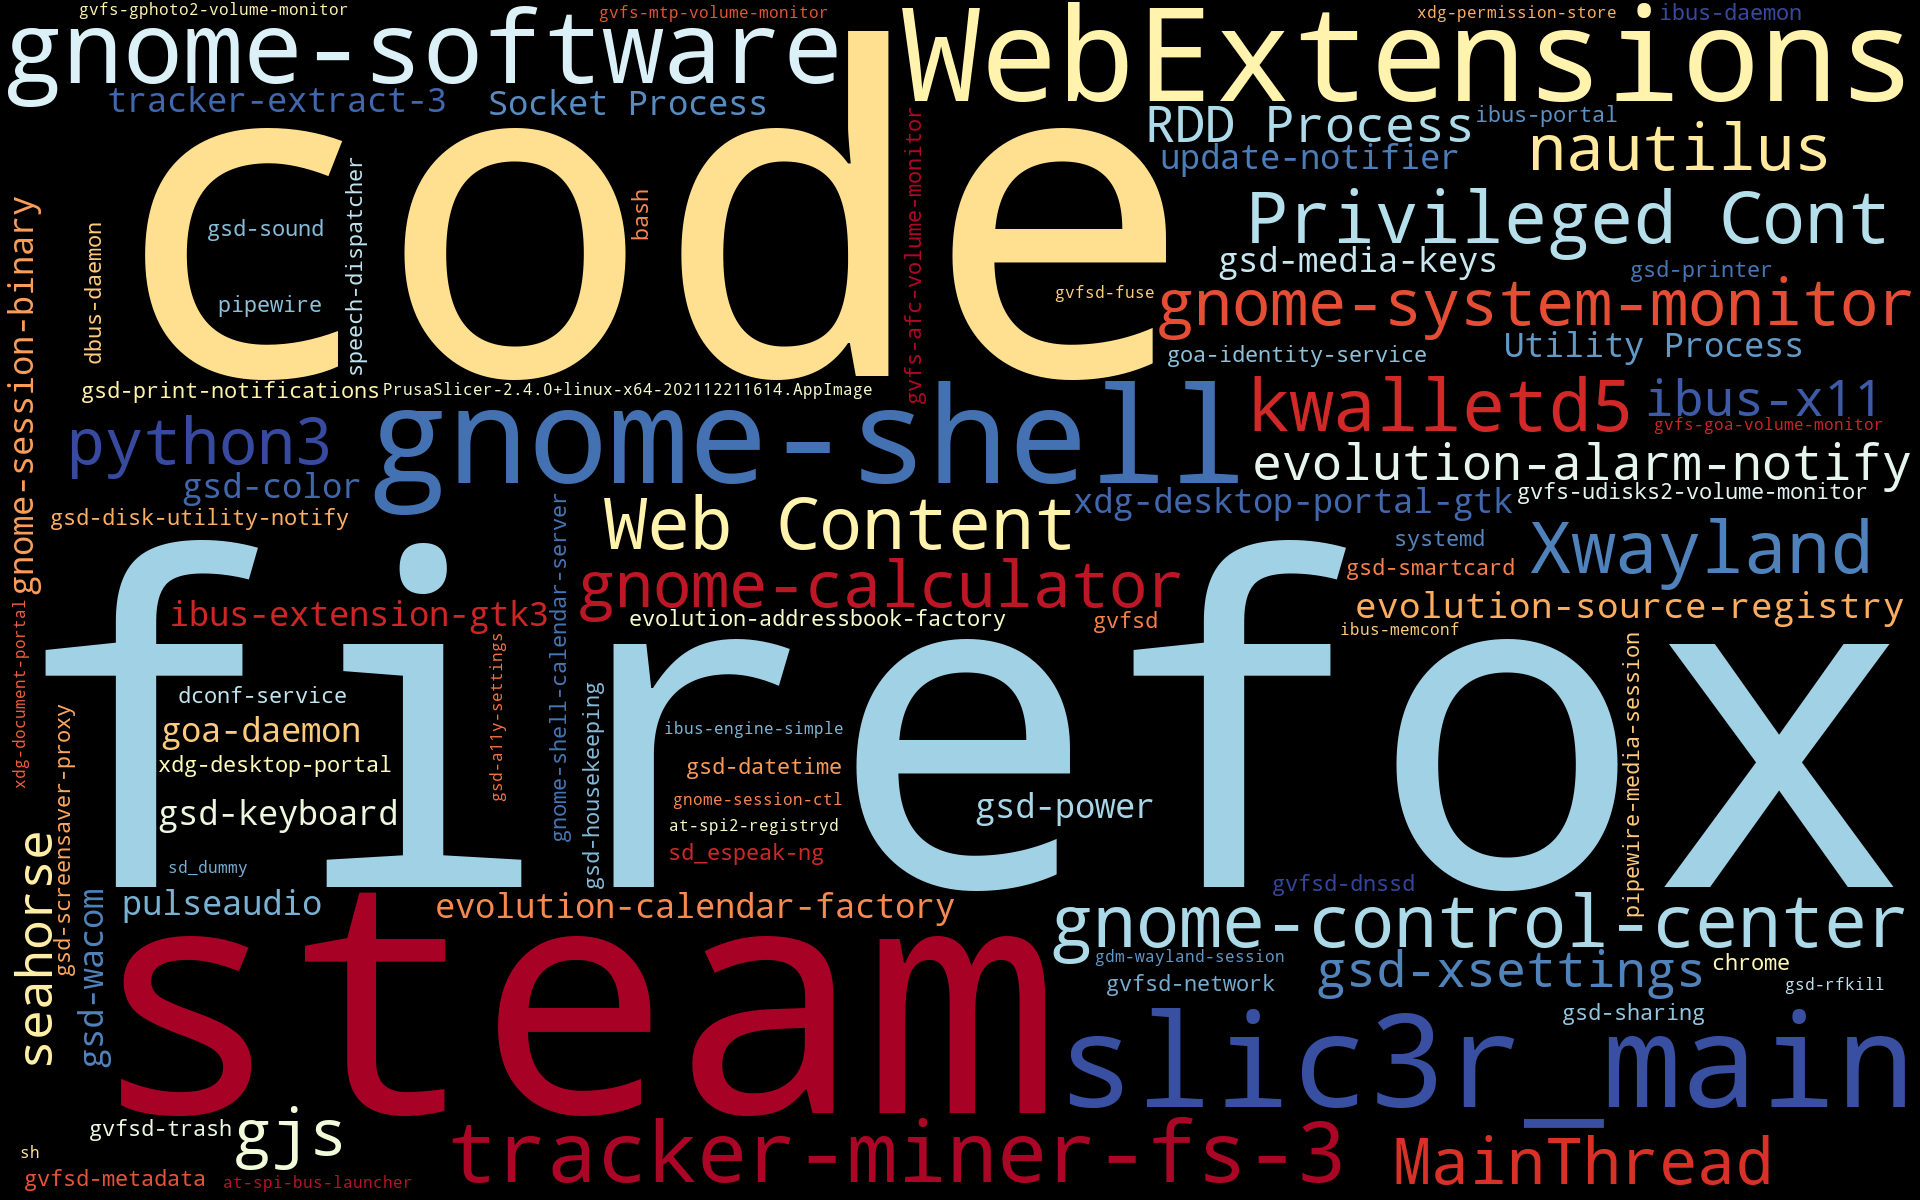 gvfs-gphoto2-volume-monitor
gvfs-mtp-volume-monitor
xdg-permission-store
ibus-daemon
gnome-software
WebExtensions
tracker-extract-3
Socket Process
RDD Process
ibus-portal
update-notifier
nautilus
code
gsd-sound
speech-dispatcher
bash
gvfs-afc-volume-monitor
Privileged Cont
gnome-session-binary
dbus-daemon
pipewire
gvfsd-fuse
gsd-media-keys
gsd-printer
gnome-system-monitor
goa-identity-service
Utility Process
gsd-print-notifications
PrusaSlicer-2.4.0+linux-x64-202112211614.AppImage
kwalletd5
ibus-x11
gvfs-goa-volume-monitor
python3
gnome-shell
evolution-alarm-notify
gsd-color
xdg-desktop-portal-gtk
gvfs-udisks2-volume-monitor
gsd-disk-utility-notify
Web Content
systemd
Xwayland
gsd-smartcard
gnome-calculator
firefox
ibus-extension-gtk3
evolution-addressbook-factory
gvfsd
evolution-source-registry
ibus-memconf
xdg-document-portal
gsd-a11y-settings
gnome-shell-calendar-server
gsd-housekeeping
pipewire-media-session
dconf-service
goa-daemon
ibus-engine-simple
xdg-desktop-portal
gsd-datetime
gsd-keyboard
gnome-session-ctl
gsd-power
at-spi2-registryd
sd_espeak-ng
sd_dummy
seahorse
gsd-screensaver-proxy
gsd-wacom
pulseaudio
evolution-calendar-factory
gvfsd-dnssd
gnome-control-center
steam
gdm-wayland-session
gsd-xsettings
chrome
gvfsd-network
gsd-rfkill
gsd-sharing
slic3r_main
gvfsd-trash
gjs
tracker-miner-fs-3
MainThread
sh
gvfsd-metadata
at-spi-bus-launcher